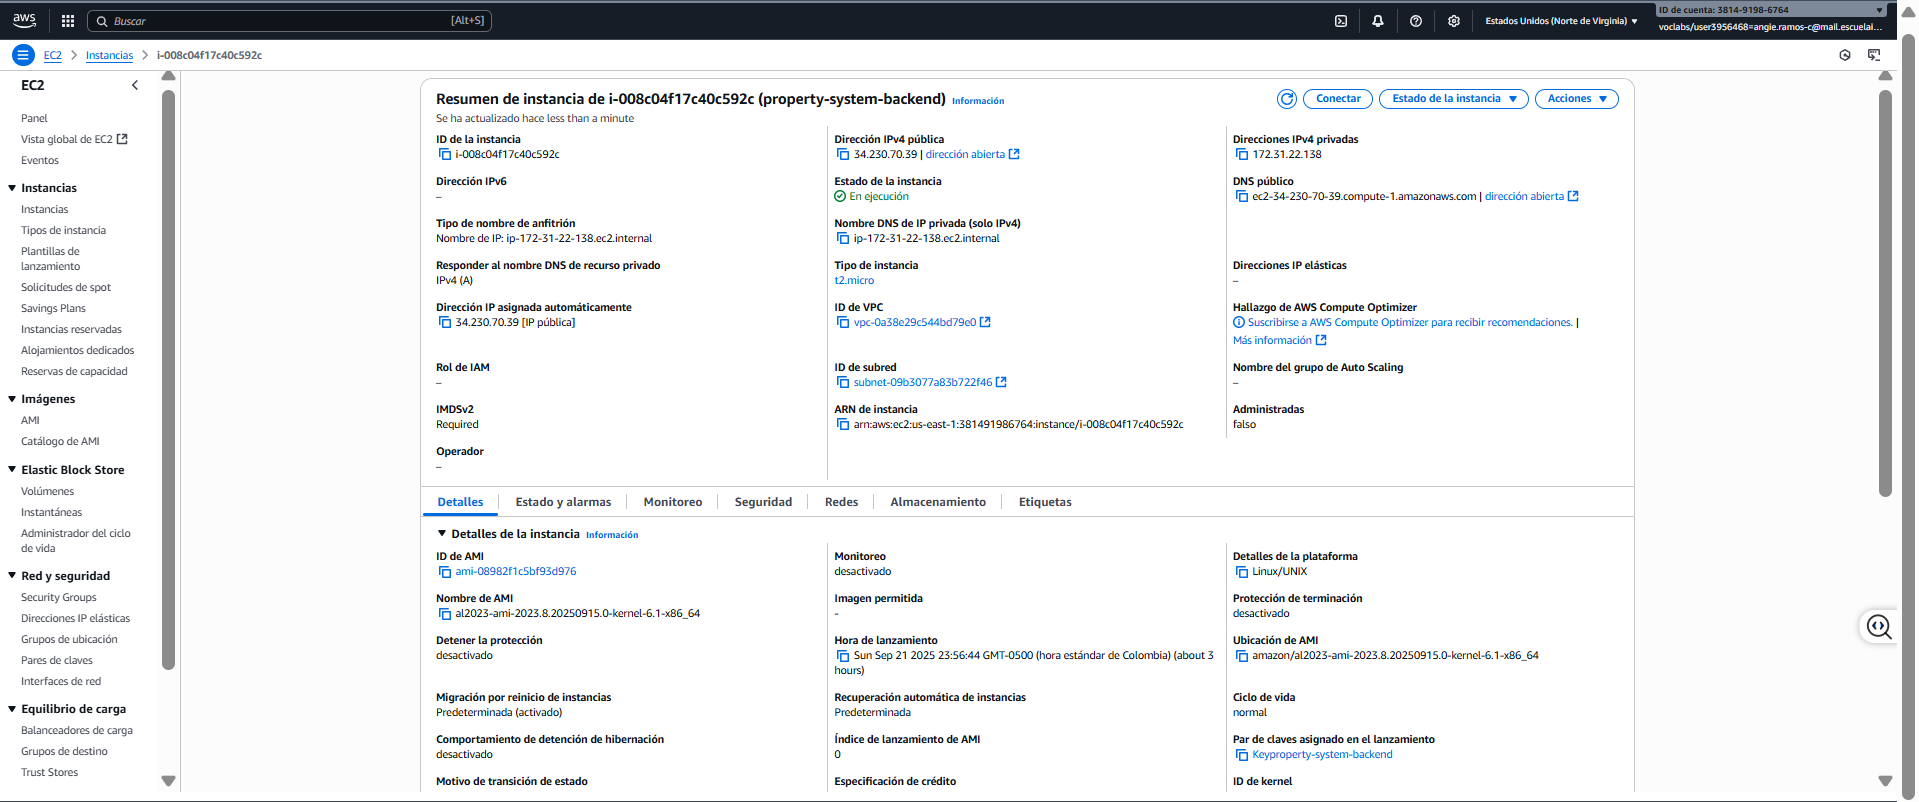 aws
Buscar
[Alt+S]
Estados Unidos (Norte de Virginia)
ID de cuenta: 3814-9198-6764
voclabs/user3956468=angie.ramos-c@mail.escuelai...
EC2
Instancias
i-008c04f17c40c592c
EC2
Panel
Vista global de EC2
Eventos
Instancias
Instancias
Tipos de instancia
Plantillas de
lanzamiento
Solicitudes de spot
Savings Plans
Instancias reservadas
Alojamientos dedicados
Reservas de capacidad
Imágenes
AMI
Catálogo de AMI
Elastic Block Store
Volúmenes
Instantáneas
Administrador del ciclo
de vida
Red y seguridad
Security Groups
Direcciones IP elásticas
Grupos de ubicación
Pares de claves
Interfaces de red
Equilibrio de carga
Balanceadores de carga
Grupos de destino
Trust Stores
Resumen de instancia de i-008c04f17c40c592c (property-system-backend) Información
Se ha actualizado hace less than a minute
Conectar
Estado de la instancia
Acciones
ID de la instancia
i-008c04f17c40c592c
Dirección IPv4 pública
34.230.70.39 | dirección abierta
Direcciones IPv4 privadas
172.31.22.138
Dirección IPv6
–
Estado de la instancia
En ejecución
DNS público
ec2-34-230-70-39.compute-1.amazonaws.com | dirección abierta
Tipo de nombre de anfitrión
Nombre de IP: ip-172-31-22-138.ec2.internal
Nombre DNS de IP privada (solo IPv4)
ip-172-31-22-138.ec2.internal
Responder al nombre DNS de recurso privado
IPv4 (A)
Tipo de instancia
t2.micro
Direcciones IP elásticas
–
Dirección IP asignada automáticamente
34.230.70.39 [IP pública]
ID de VPC
vpc-0a38e29c544bd79e0
Hallazgo de AWS Compute Optimizer
Suscribirse a AWS Compute Optimizer para recibir recomendaciones. |
Más información
Rol de IAM
–
ID de subred
subnet-09b3077a83b722f46
Nombre del grupo de Auto Scaling
–
IMDSv2
Required
ARN de instancia
arn:aws:ec2:us-east-1:381491986764:instance/i-008c04f17c40c592c
Administradas
falso
Operador
–
Detalles
Estado y alarmas
Monitoreo
Seguridad
Redes
Almacenamiento
Etiquetas
Detalles de la instancia Información
ID de AMI
ami-08982f1c5bf93d976
Monitoreo
desactivado
Detalles de la plataforma
Linux/UNIX
Nombre de AMI
al2023-ami-2023.8.20250915.0-kernel-6.1-x86_64
Imagen permitida
-
Protección de terminación
desactivado
Detener la protección
desactivado
Hora de lanzamiento
Sun Sep 21 2025 23:56:44 GMT-0500 (hora estándar de Colombia) (about 3
hours)
Ubicación de AMI
amazon/al2023-ami-2023.8.20250915.0-kernel-6.1-x86_64
Migración por reinicio de instancias
Predeterminada (activado)
Recuperación automática de instancias
Predeterminada
Ciclo de vida
normal
Comportamiento de detención de hibernación
desactivado
Índice de lanzamiento de AMI
0
Par de claves asignado en el lanzamiento
Keyproperty-system-backend
Motivo de transición de estado
Especificación de crédito
ID de kernel